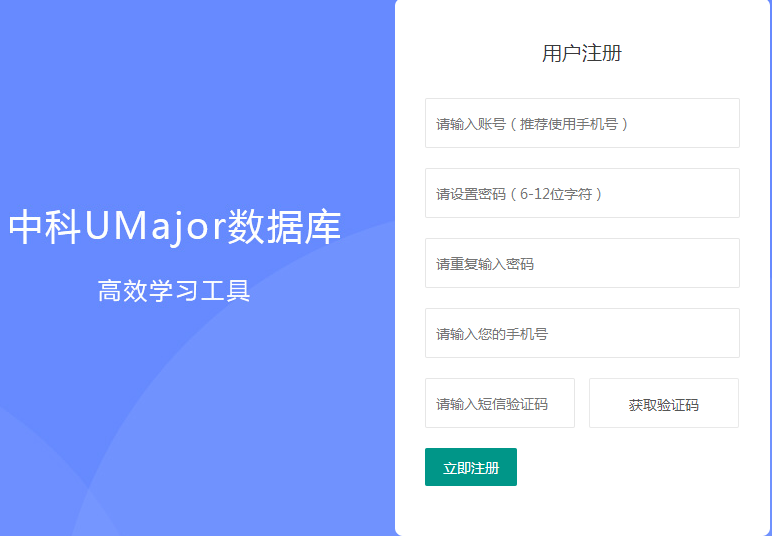 中科UMajor数据库
高效学习工具
用户注册
请输入账号（推荐使用手机号）
请设置密码（6-12位字符）
请重复输入密码
请输入您的手机号
请输入短信验证码
获取验证码
立即注册